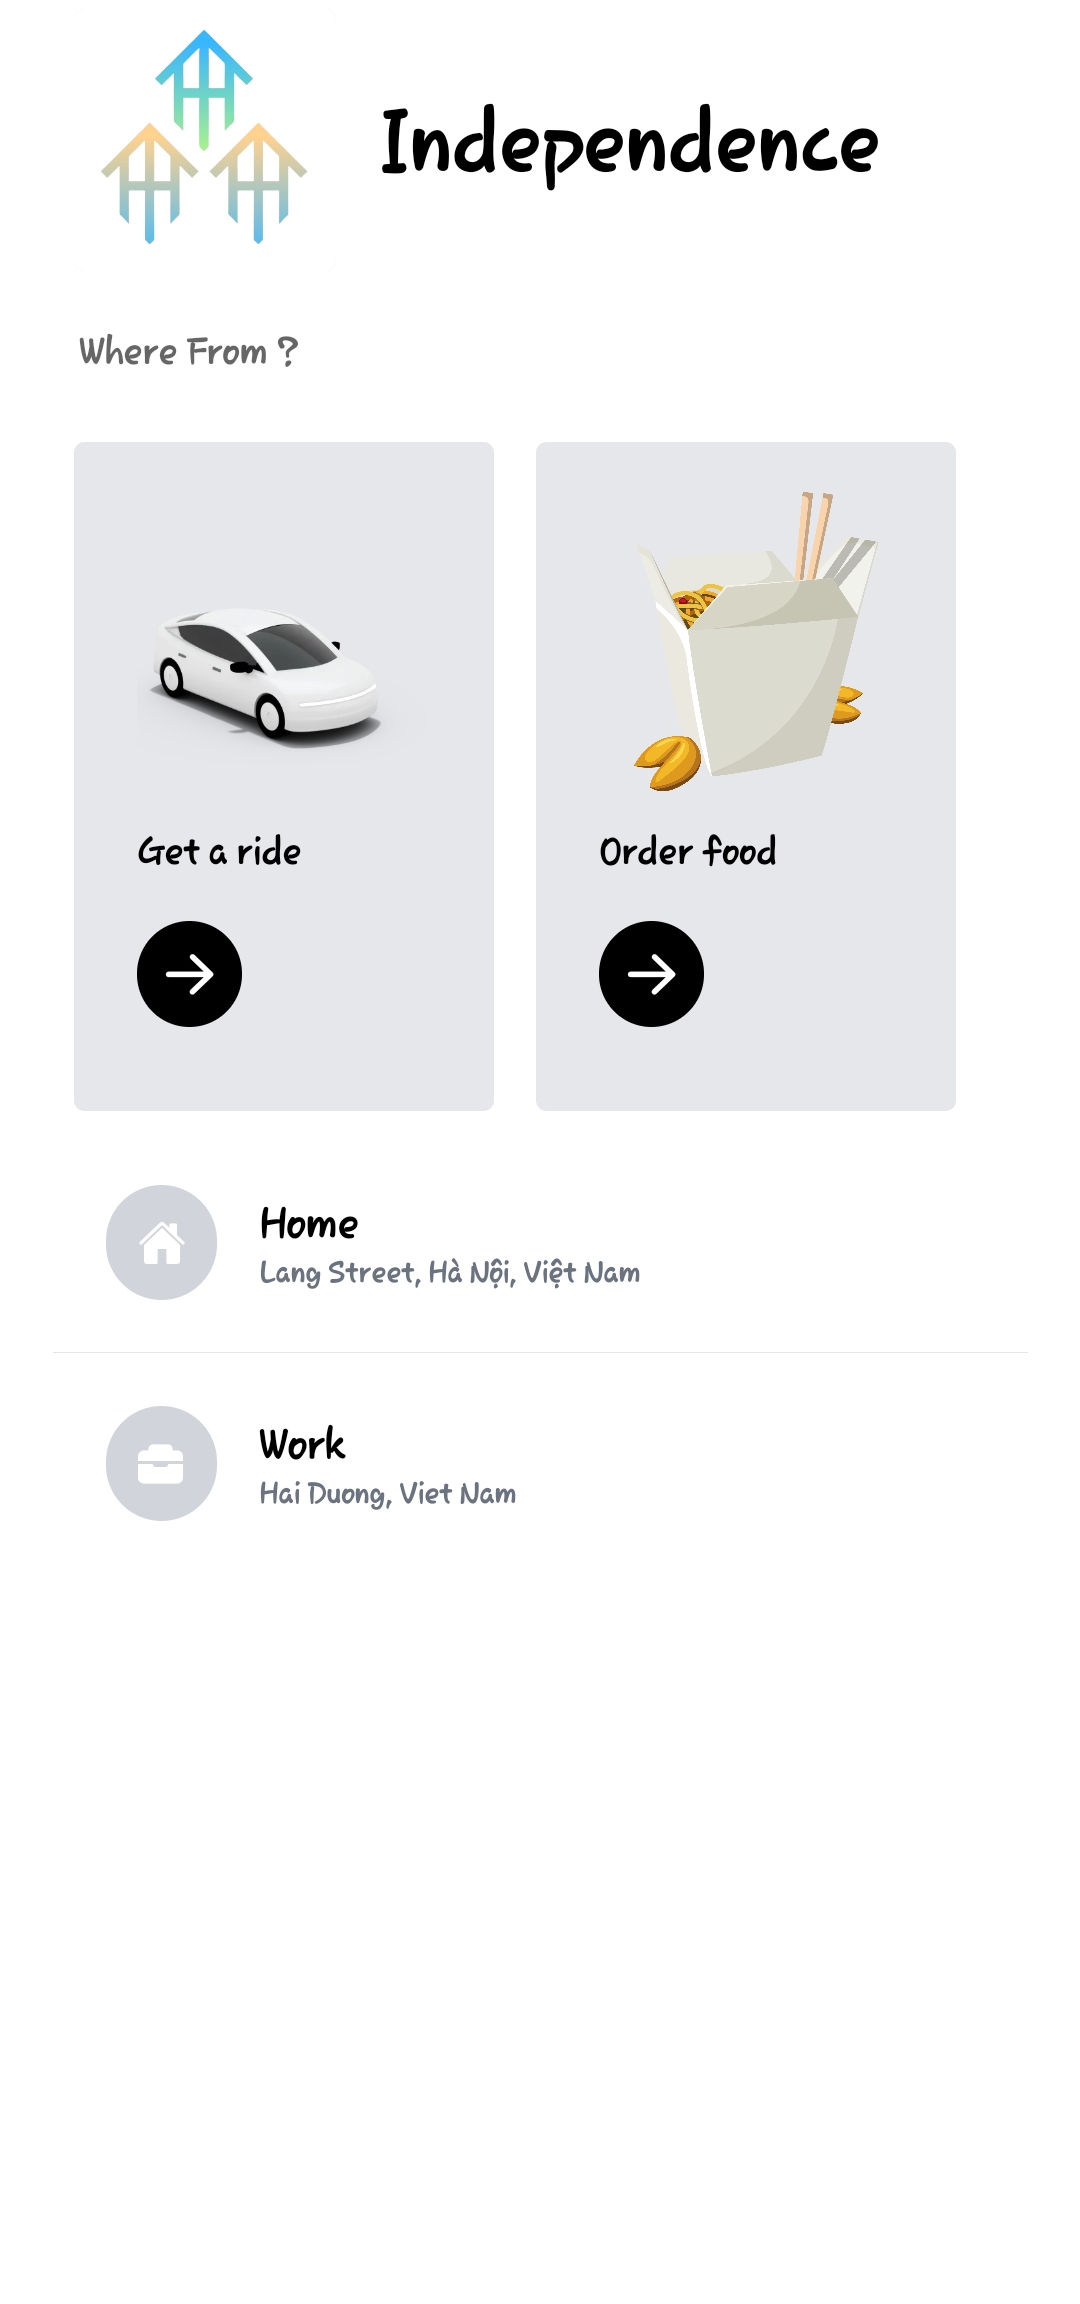 Independence
Where From ?
Get a ride
Order food
Home
Lang Street, Hà Nội, Việt Nam
Work
Hai Duong, Viet Nam